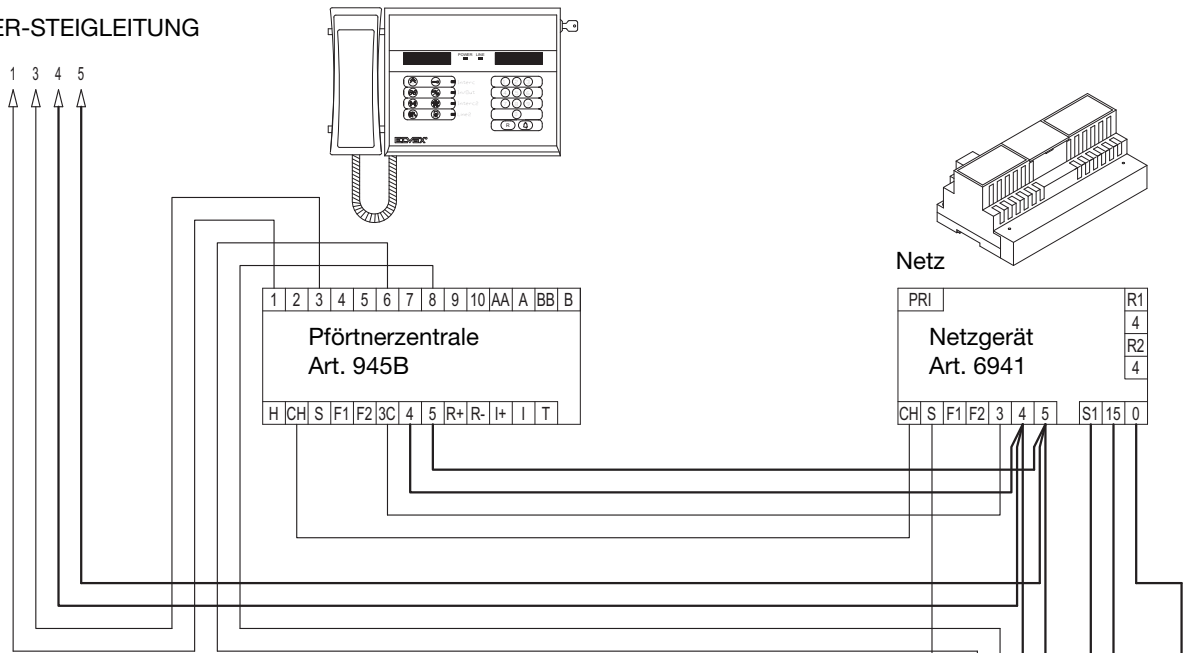 ER-STEIGLEITUNG
1 3 4 5
POWER LINE
R
Netz
1 2 3 4 5 6 7 8 9 10 AA A BB B
Pförtnerzentrale
Art. 945B
H CH S F1 F2 3C 4 5 R+ R- I+ I T
PRI
R1
4
R2
4
Netzgerät
Art. 6941
CH S F1 F2 3 4 5 S1 15 0